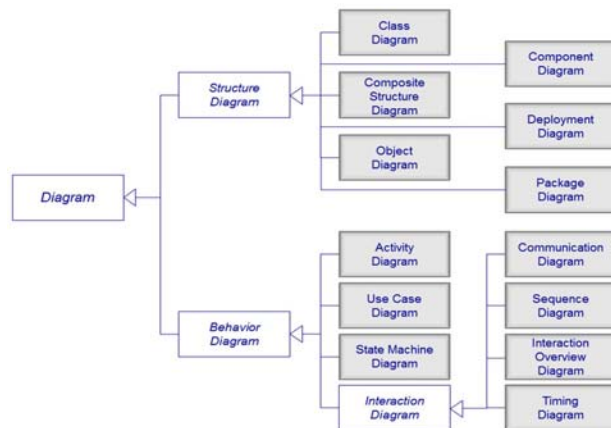 Class
Diagram
Component
Diagram
Structure
Diagram
Composite
Structure
Diagram
Deployment
Diagram
Object
Diagram
Diagram
Package
Diagram
Activity
Diagram
Communication
Diagram
Use Case
Diagram
Sequence
Diagram
Behavior
Diagram
State Machine
Diagram
Interaction
Overview
Diagram
Interaction
Diagram
Timing
Diagram